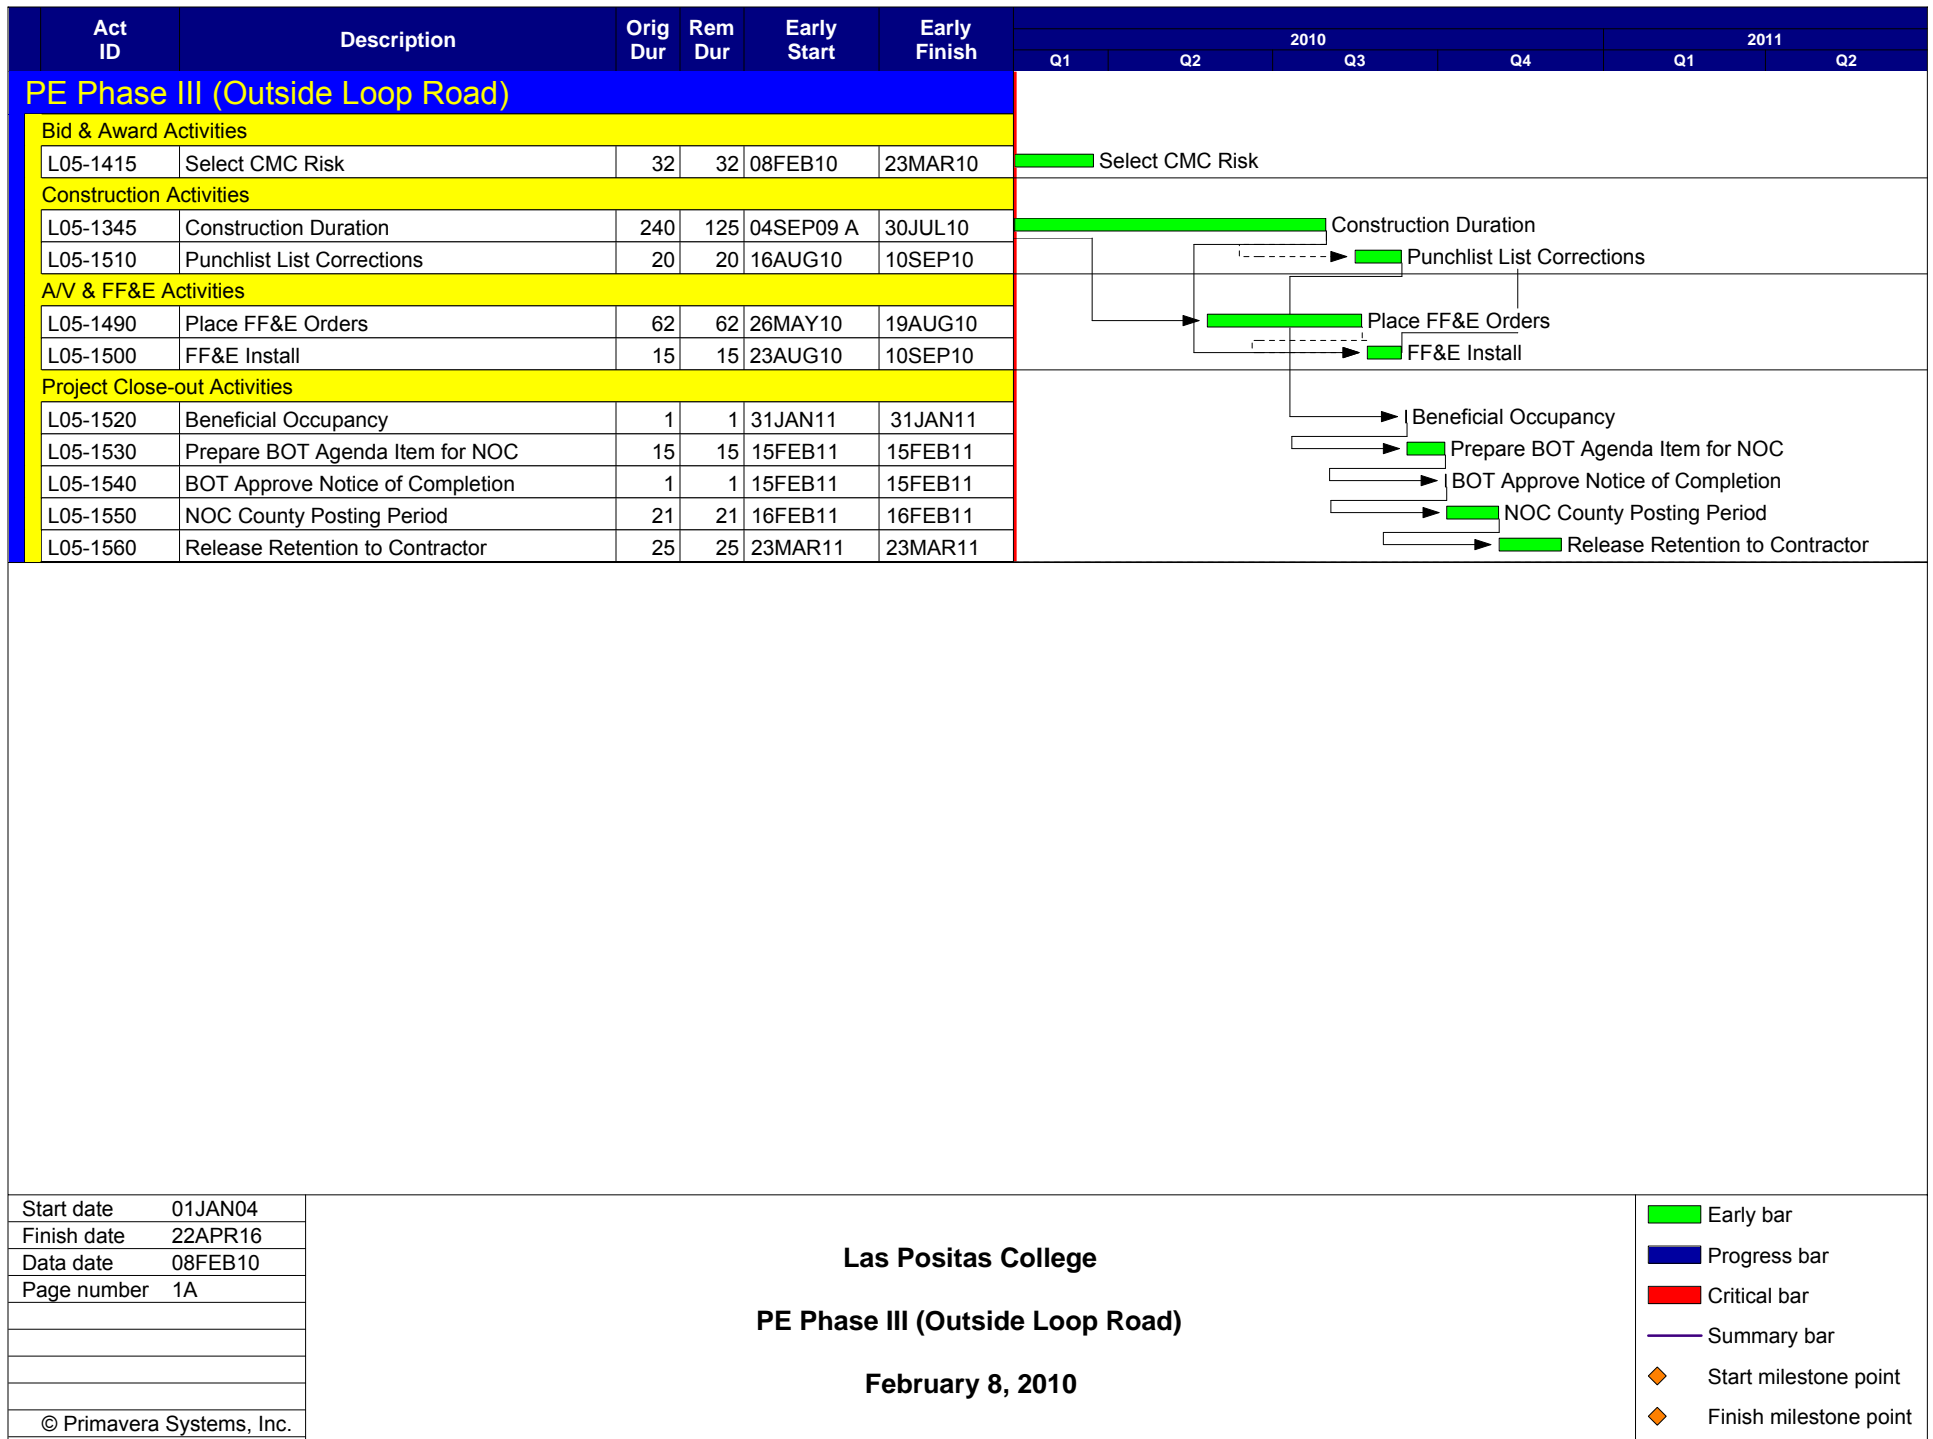 Act ID Description Orig Dur Rem Dur Early Start Early Finish
2010 2011
Q1 Q2 Q3 Q4 Q1 Q2
PE Phase III (Outside Loop Road)
Bid & Award Activities
L05-1415 Select CMC Risk 32 32 08FEB10 23MAR10 Select CMC Risk
Construction Activities
L05-1345 Construction Duration 240 125 04SEP09 A 30JUL10 Construction Duration
L05-1510 Punchlist List Corrections 20 20 16AUG10 10SEP10 Punchlist List Corrections
A/V & FF&E Activities
L05-1490 Place FF&E Orders 62 62 26MAY10 19AUG10 Place FF&E Orders
L05-1500 FF&E Install 15 15 23AUG10 10SEP10 FF&E Install
Project Close-out Activities
L05-1520 Beneficial Occupancy 1 1 31JAN11 31JAN11 Beneficial Occupancy
L05-1530 Prepare BOT Agenda Item for NOC 15 15 15FEB11 15FEB11 Prepare BOT Agenda Item for NOC
L05-1540 BOT Approve Notice of Completion 1 1 15FEB11 15FEB11 BOT Approve Notice of Completion
L05-1550 NOC County Posting Period 21 21 16FEB11 16FEB11 NOC County Posting Period
L05-1560 Release Retention to Contractor 25 25 23MAR11 23MAR11 Release Retention to Contractor
Start date 01JAN04
Finish date 22APR16
Data date 08FEB10
Page number 1A
© Primavera Systems, Inc.
Las Positas College
PE Phase III (Outside Loop Road)
February 8, 2010
Early bar
Progress bar
Critical bar
Summary bar
Start milestone point
Finish milestone point